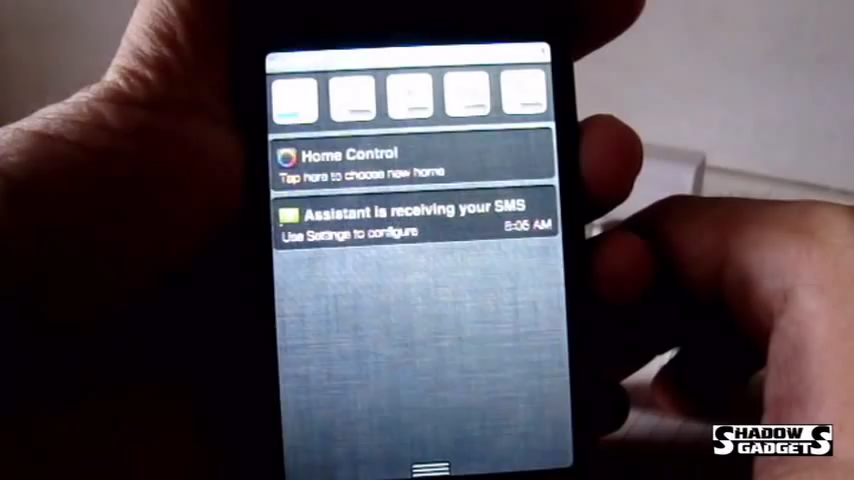 Home Control
Tap here to choose new home
Assistant is receiving your SMS
Use Settings to configure
8:05 AM
SHADOWS
GADGETS